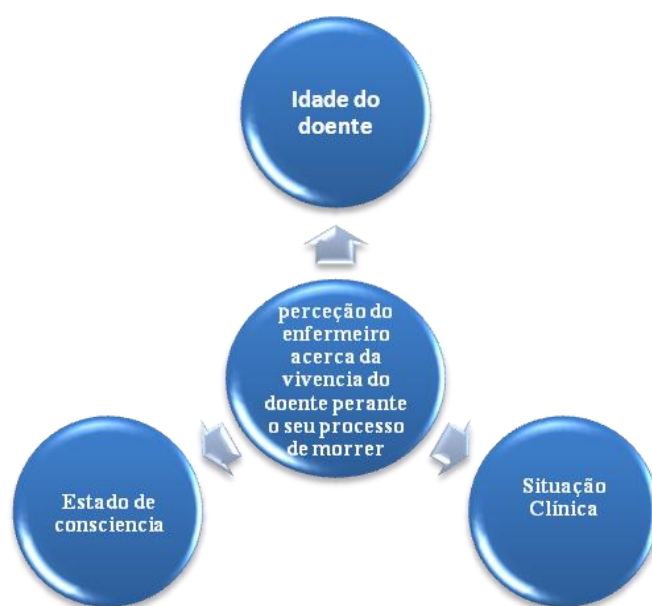 Idade do
doente
perceção do
enfermeiro
acerca da
vivencia do
doente perante
o seu processo
de morrer
Estado de
consciencia
Situação
Clínica